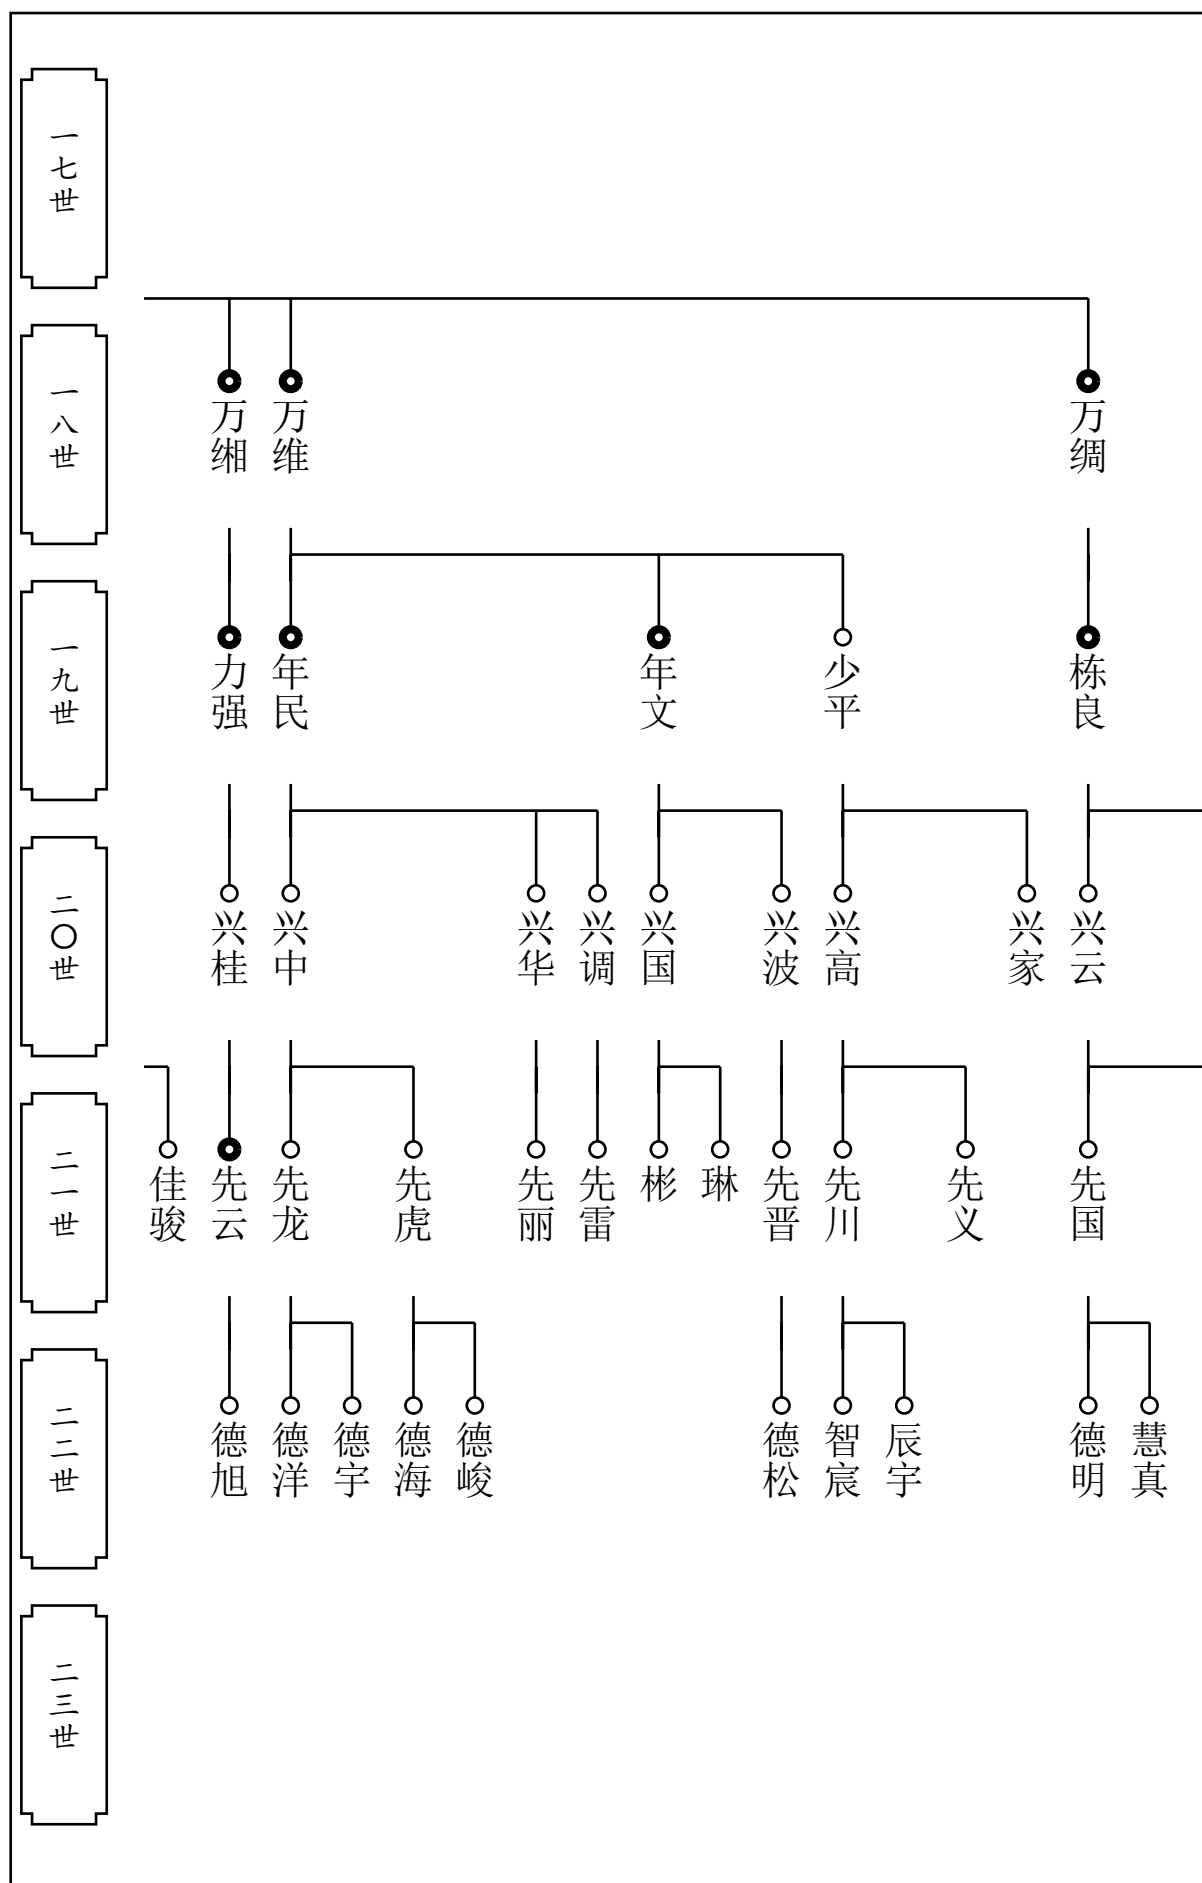 一七世
一八世
万缃
万维
万绸
一九世
力强
年民
年文
少平
栋良
二〇世
兴桂
兴中
兴华
兴调
兴国
兴波
兴高
兴家
兴云
二一世
佳骏
先云
先龙
先虎
先丽
先雷
彬
琳
先晋
先川
先义
先国
二二世
德旭
德洋
德宇
德海
德峻
德松
智宸
辰宇
德明
慧真
二三世